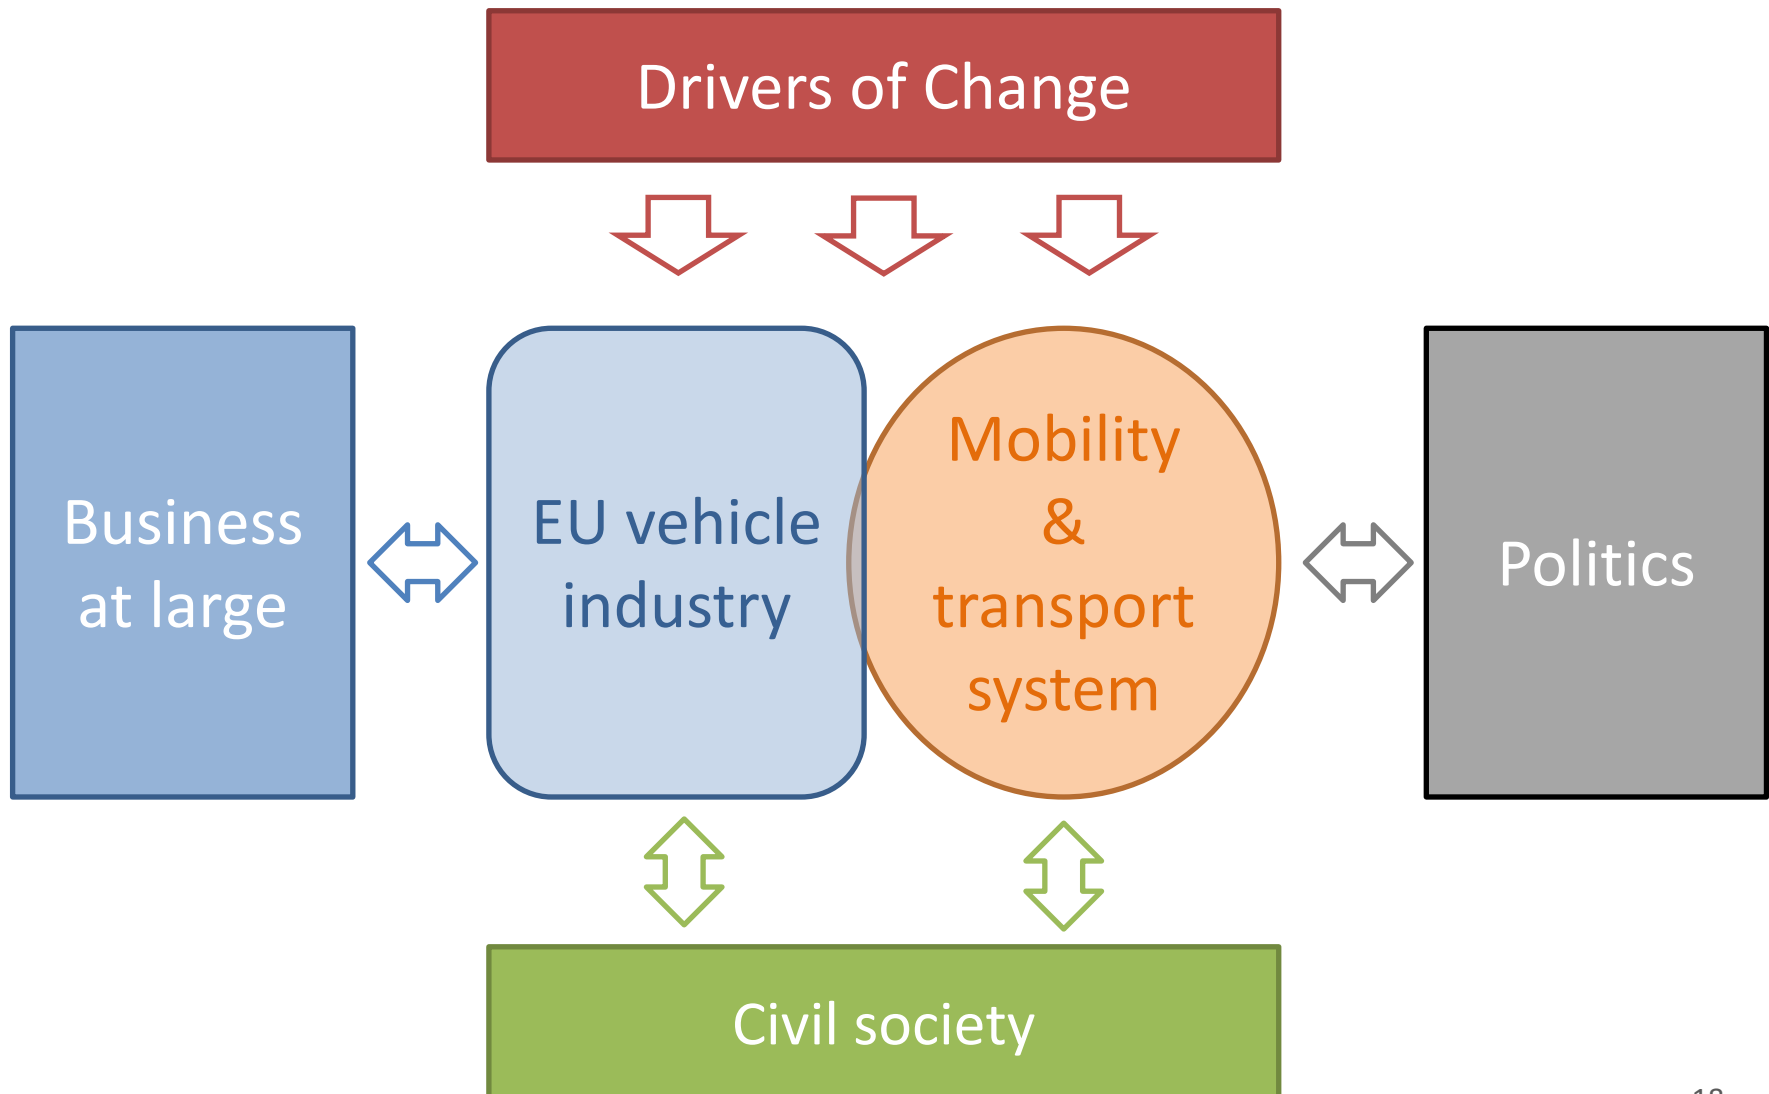 Drivers of Change
Business
at large
EU vehicle
industry
Mobility
&
transport
system
Politics
Civil society